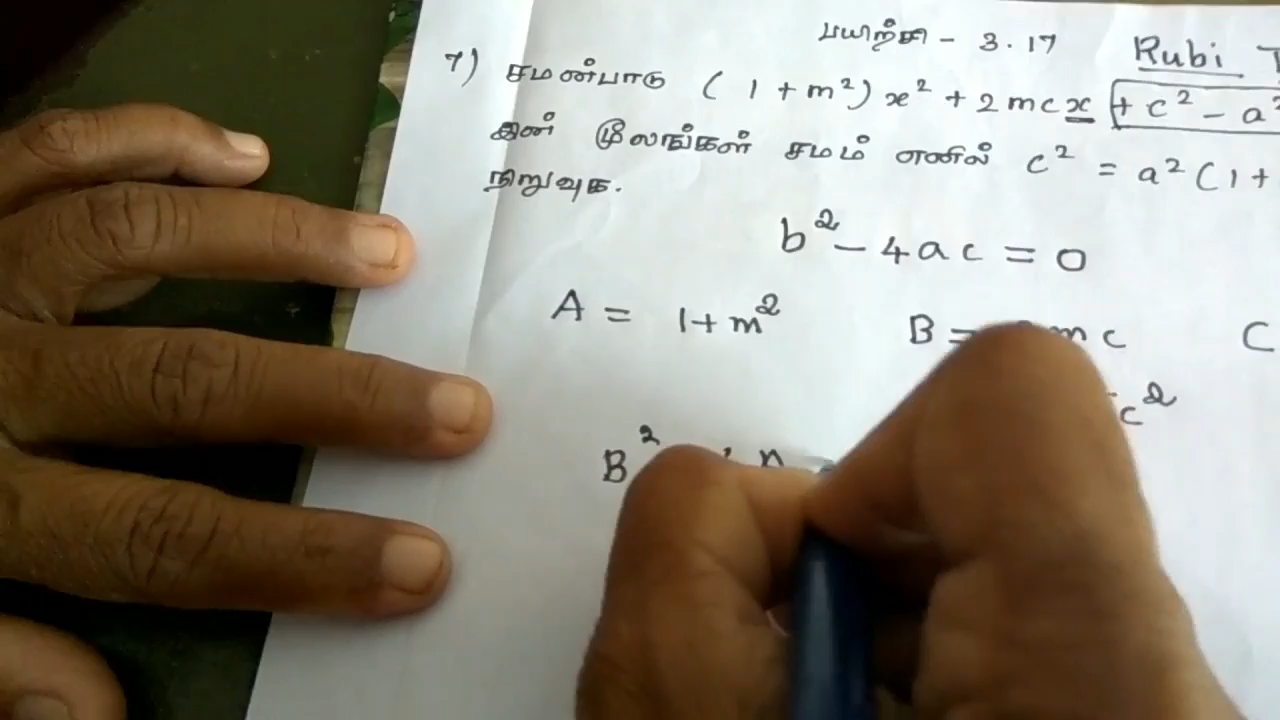 பயிற்சி - 3.17 Rubi
7) சமன்பாடு (1+m²)x² + 2mcx + c² - a²
இன் மூலங்கள் சமம் எனில் c² = a²(1+
நிறுவுக.
b² - 4ac = 0
A = 1+m² B = mc C
c²
B²